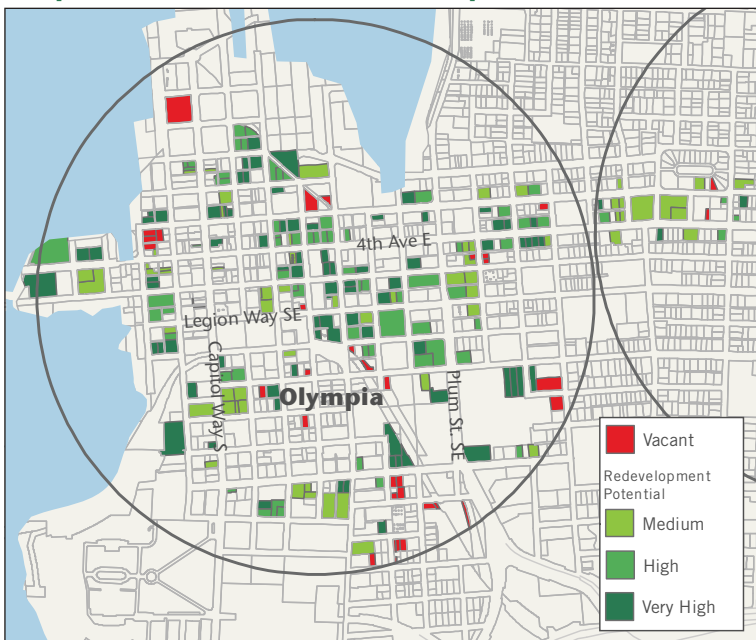 4th Ave E
Legion Way SE
Capitol Way S
Olympia
Plum St. SE
Vacant
Redevelopment
Potential
Medium
High
Very High